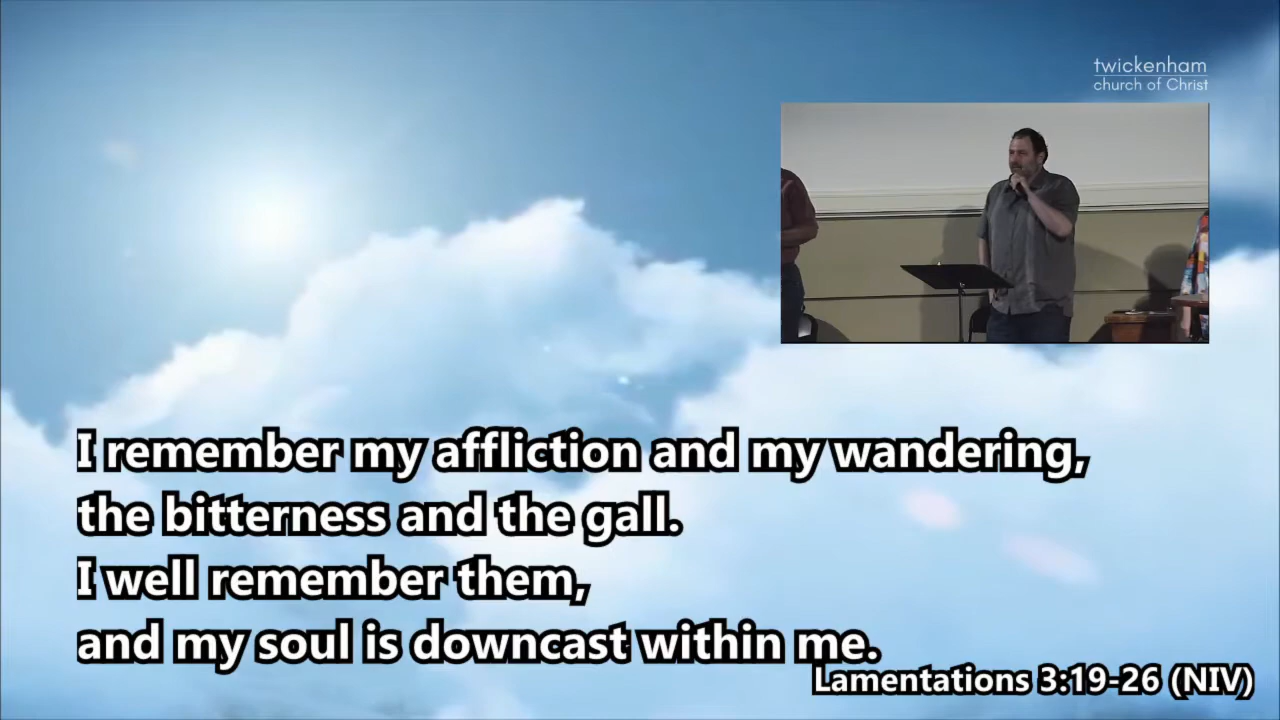 twickenham
church of Christ
I remember my affliction and my wandering,
the bitterness and the gall.
I well remember them,
and my soul is downcast within me.
Lamentations 3:19-26 (NIV)